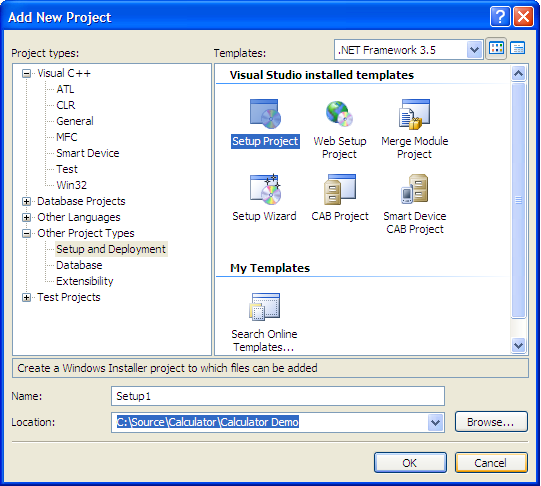 Add New Project
Project types:
Templates:
.NET Framework 3.5
Visual C++
ATL
CLR
General
MFC
Smart Device
Test
Win32
Database Projects
Other Languages
Other Project Types
Setup and Deployment
Database
Extensibility
Test Projects
Visual Studio installed templates
Setup Project
Web Setup
Project
Merge Module
Project
Setup Wizard
CAB Project
Smart Device
CAB Project
My Templates
Search Online
Templates...
Create a Windows Installer project to which files can be added
Name:
Setup1
Location:
C:\Source\Calculator\Calculator Demo
Browse...
OK
Cancel